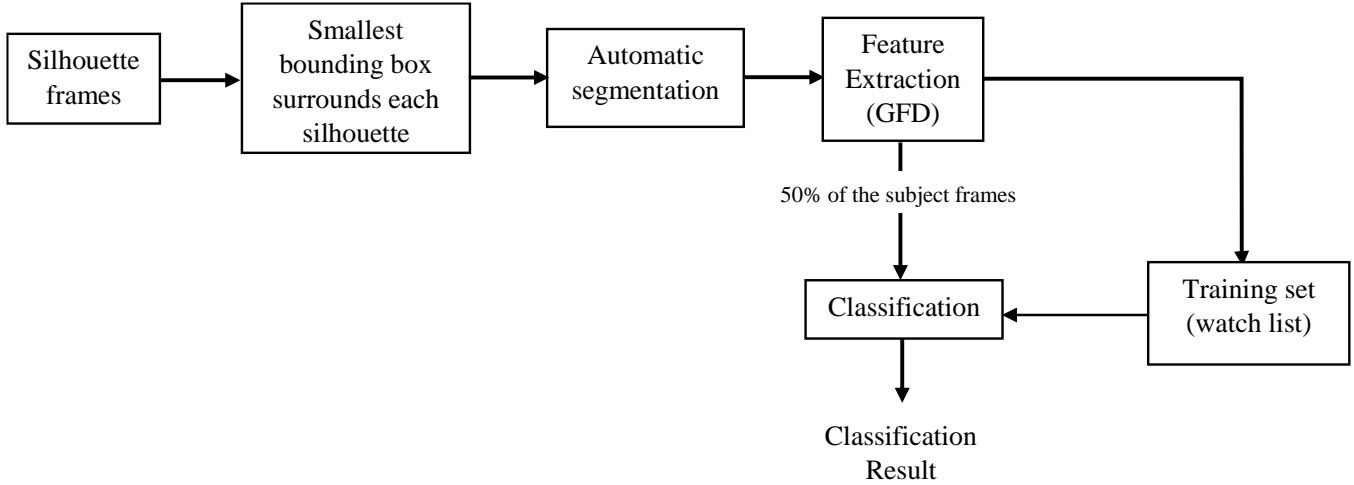 Silhouette
frames
Smallest
bounding box
surrounds each
silhouette
Automatic
segmentation
Feature
Extraction
(GFD)
50% of the subject frames
Classification
Training set
(watch list)
Classification
Result